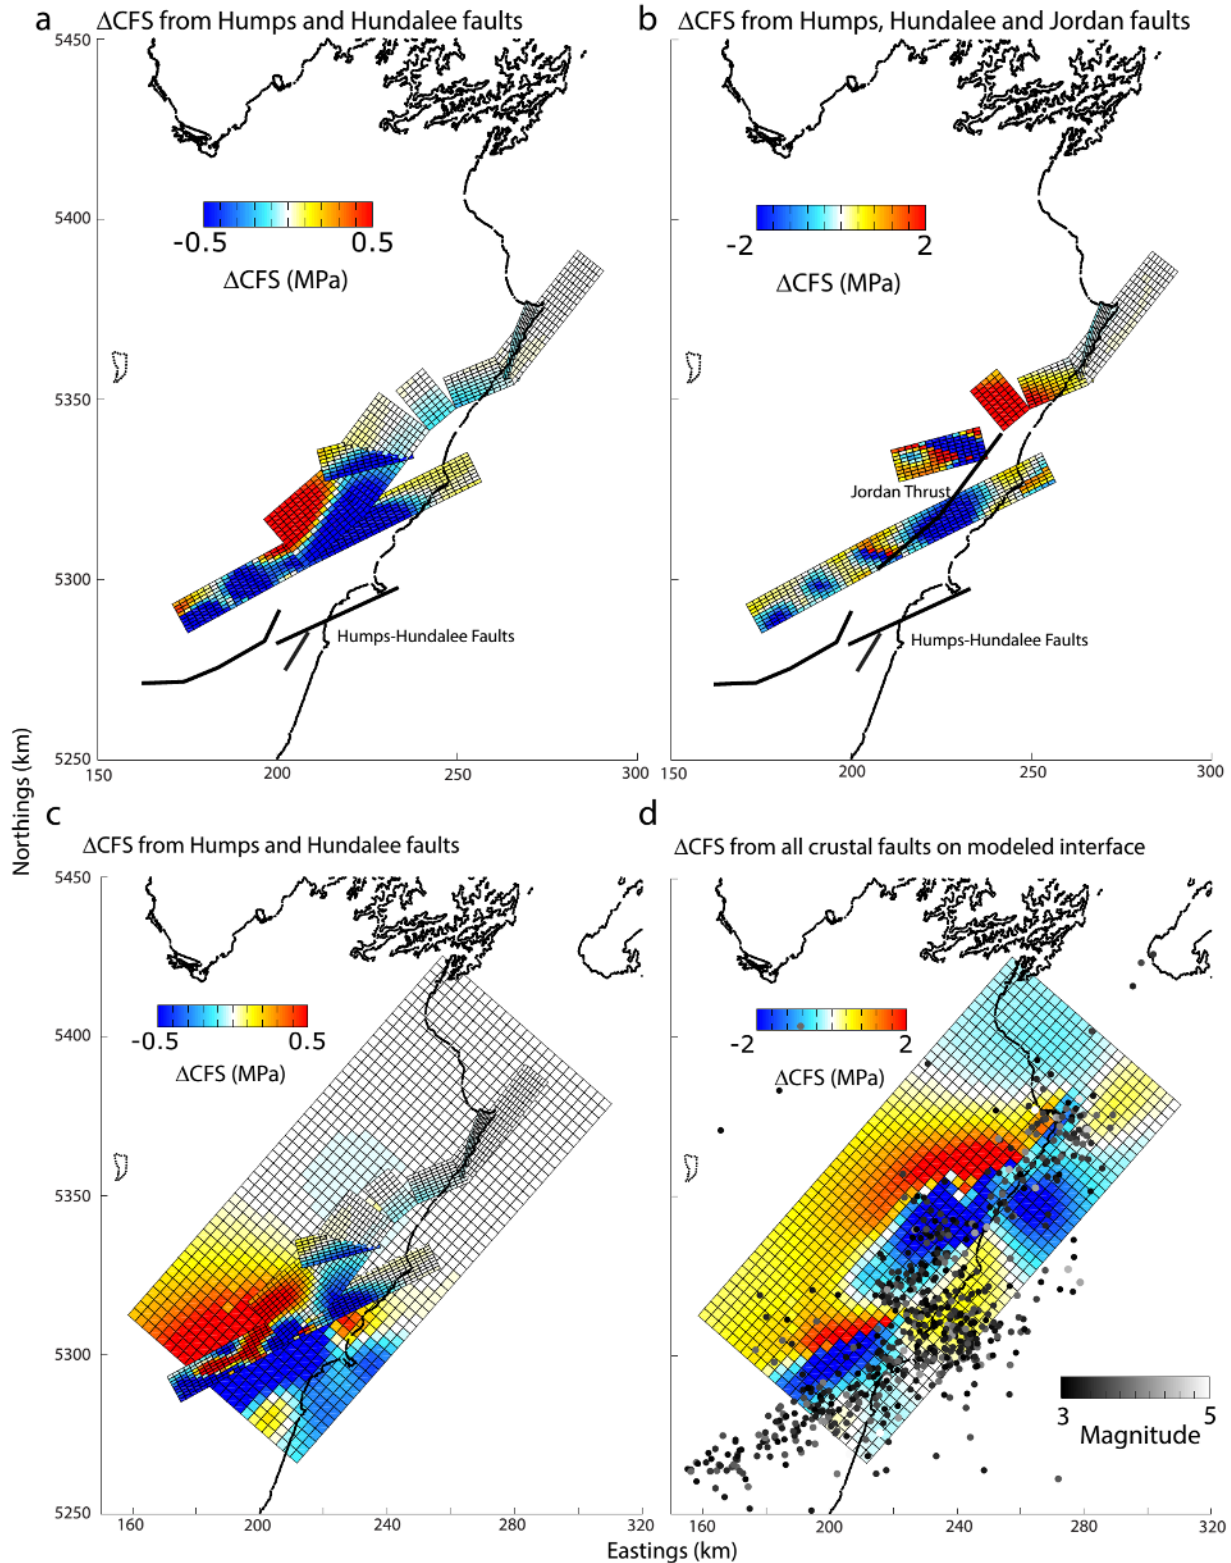 a ΔCFS from Humps and Hundalee faults
5450
5400
5350
5300
5250
150 200 250 300
-0.5 0.5
ΔCFS (MPa)
Humps-Hundalee Faults
b ΔCFS from Humps, Hundalee and Jordan faults
-2 2
ΔCFS (MPa)
Jordan Thrust
Humps-Hundalee Faults
150 200 250 300
Northings (km)
c
ΔCFS from Humps and Hundalee faults
5450
5400
5350
5300
5250
-0.5 0.5
ΔCFS (MPa)
160 200 240 280 320
d
ΔCFS from all crustal faults on modeled interface
-2 2
ΔCFS (MPa)
3 5
Magnitude
160 200 240 280 320
Eastings (km)